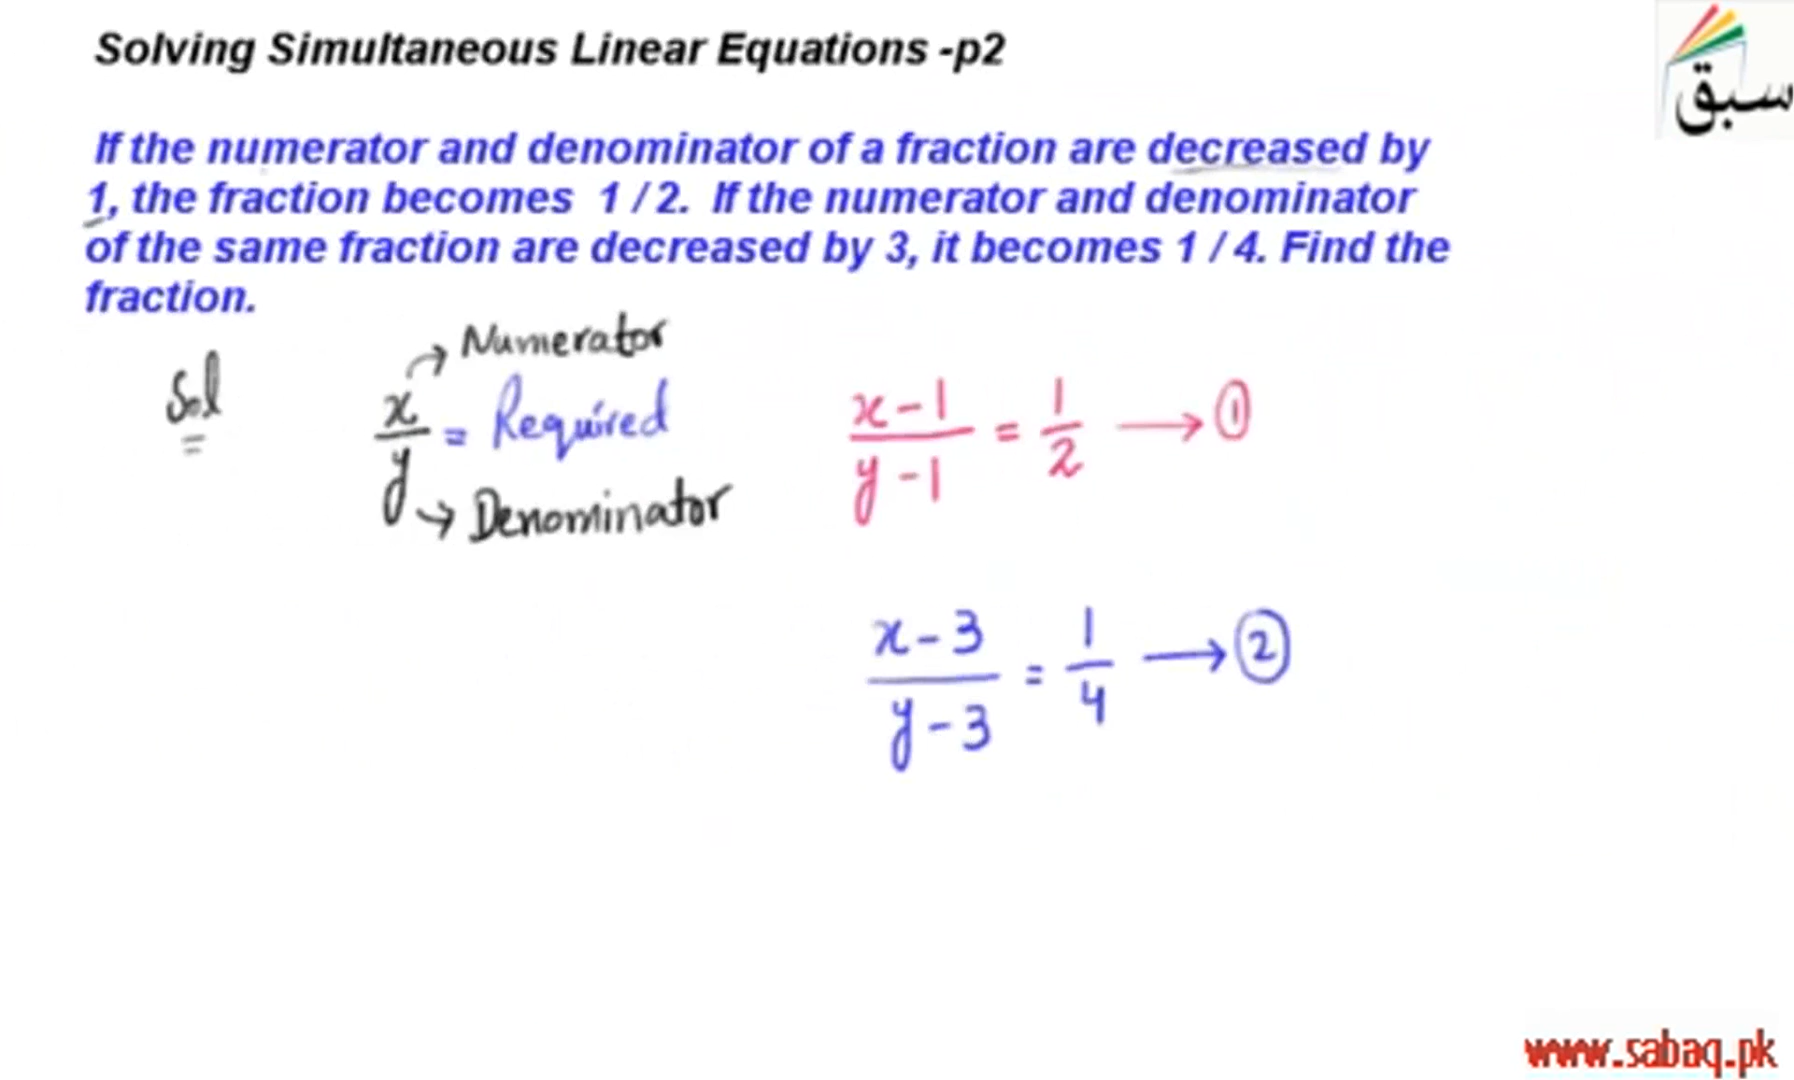 Solving Simultaneous Linear Equations -p2
سبق
If the numerator and denominator of a fraction are decreased by
1, the fraction becomes 1 / 2. If the numerator and denominator
of the same fraction are decreased by 3, it becomes 1 / 4. Find the
fraction.
Sol
x → Numerator
x/y = Required
y → Denominator
(x-1)/(y-1) = 1/2 → ①
(x-3)/(y-3) = 1/4 → ②
www.sabaq.pk